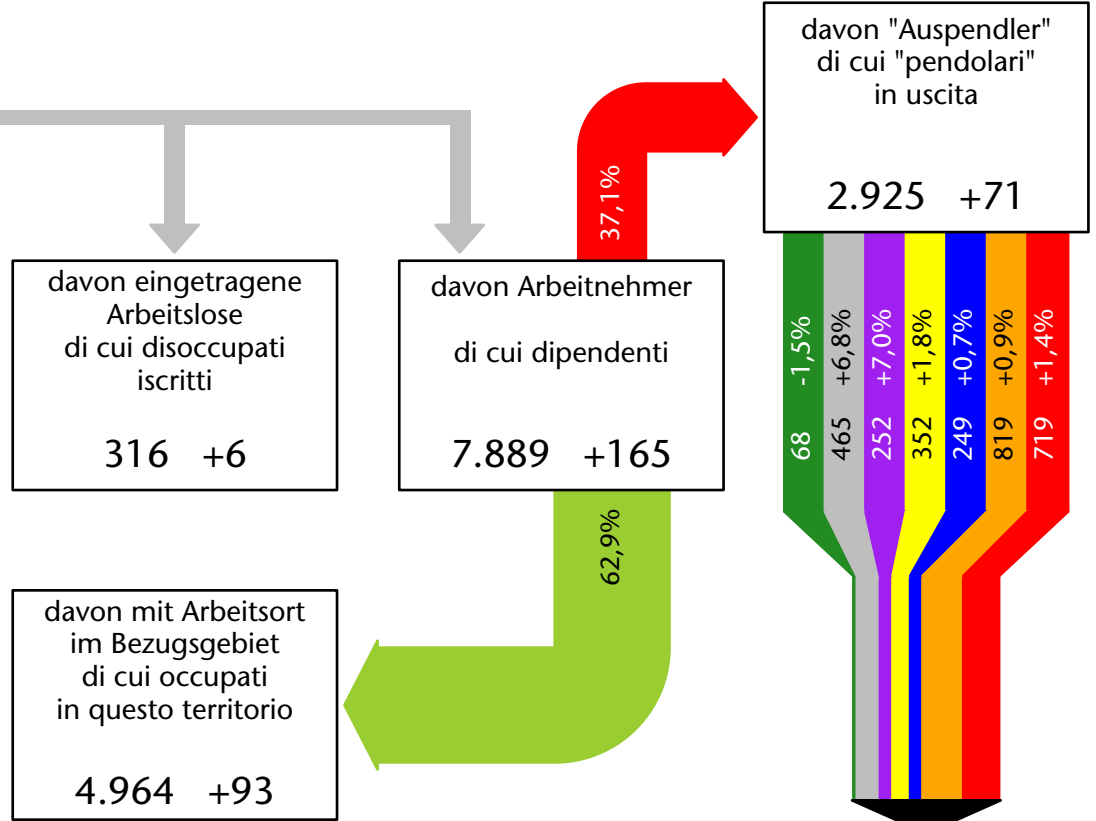 davon "Auspendler"
di cui "pendolari"
in uscita
2.925 +71
37,1%
davon eingetragene
Arbeitslose
di cui disoccupati
iscritti
316 +6
davon Arbeitnehmer
di cui dipendenti
7.889 +165
68 -1,5%
465 +6,8%
252 +7,0%
352 +1,8%
249 +0,7%
819 +0,9%
719 +1,4%
62,9%
davon mit Arbeitsort
im Bezugsgebiet
di cui occupati
in questo territorio
4.964 +93